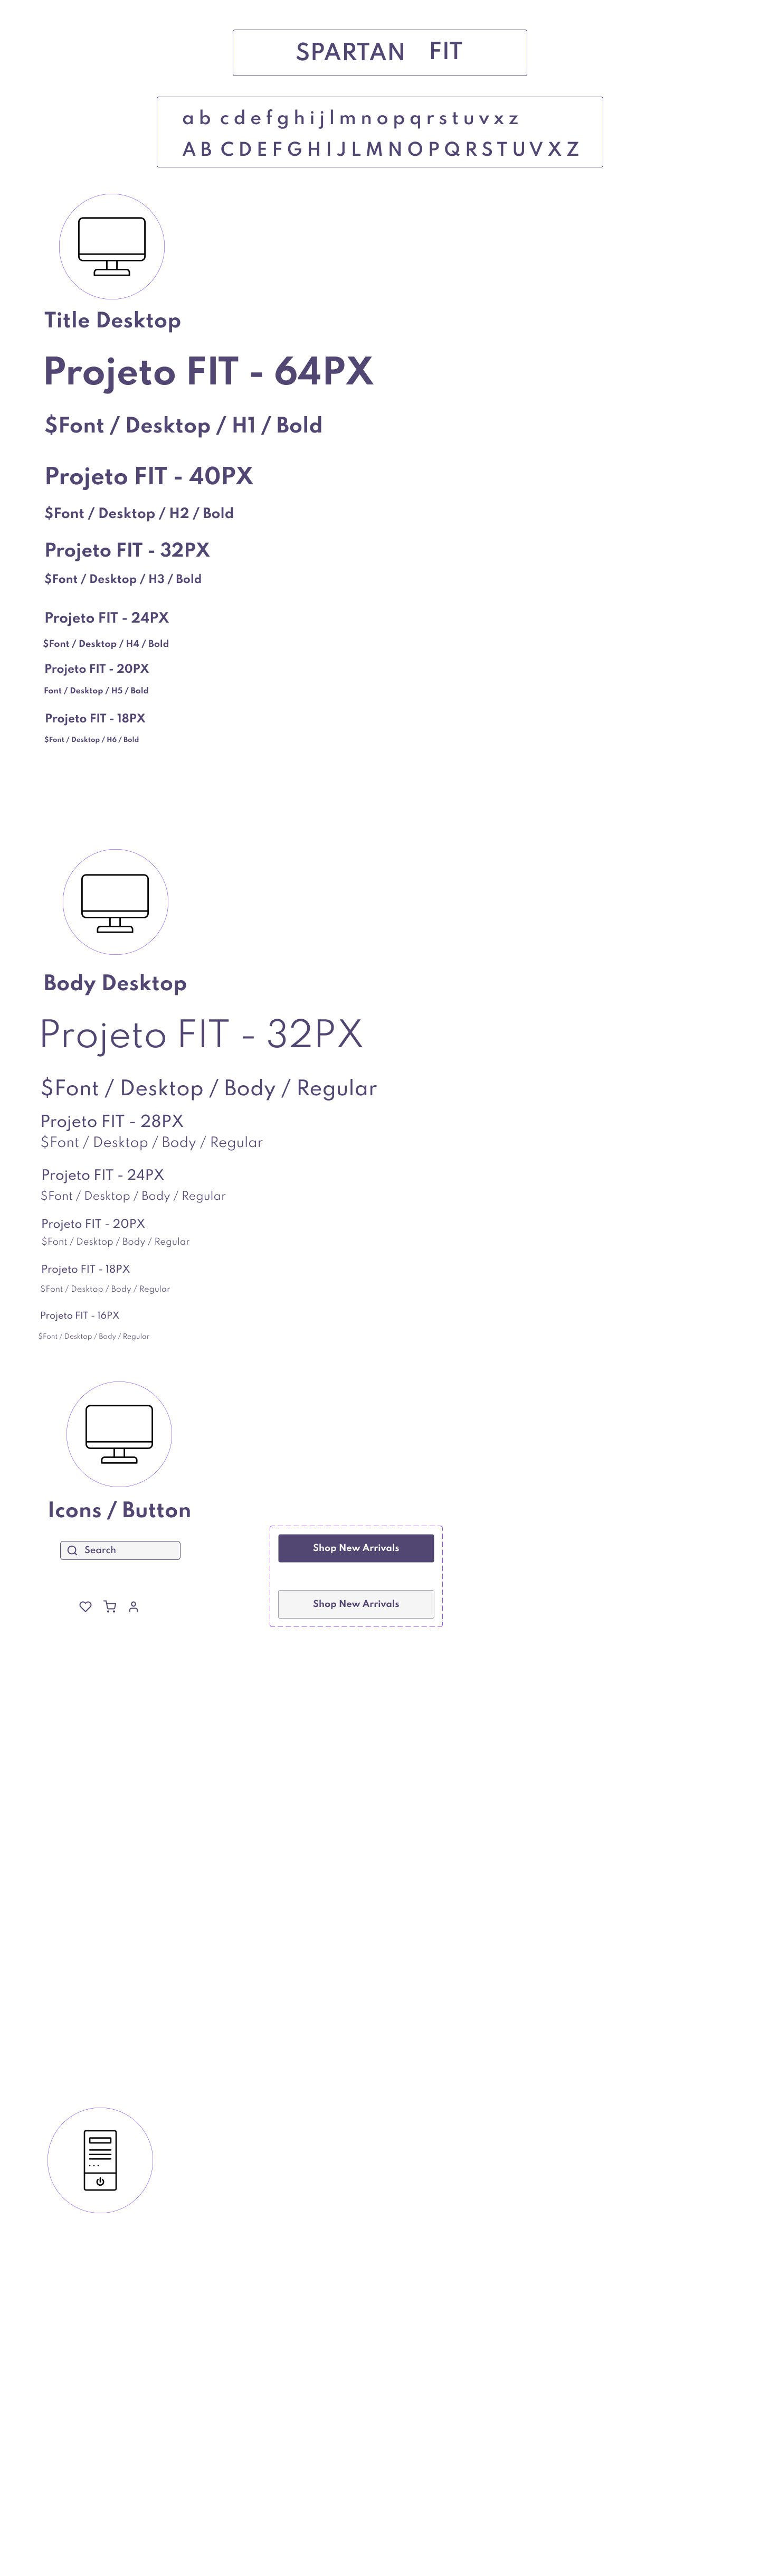 SPARTAN FIT
ab cdefghijlmnopqrstuvxz
AB CDEFGHIJLMNOPQRSTUVXZ
Title Desktop
Projeto FIT - 64PX
$Font / Desktop / H1 / Bold
Projeto FIT - 40PX
$Font / Desktop / H2 / Bold
Projeto FIT - 32PX
$Font / Desktop / H3 / Bold
Projeto FIT - 24PX
$Font / Desktop / H4 / Bold
Projeto FIT - 20PX
Font / Desktop / H5 / Bold
Projeto FIT - 18PX
$Font / Desktop / H6 / Bold
Body Desktop
Projeto FIT - 32PX
$Font / Desktop / Body / Regular
Projeto FIT - 28PX
$Font / Desktop / Body / Regular
Projeto FIT - 24PX
$Font / Desktop / Body / Regular
Projeto FIT - 20PX
$Font / Desktop / Body / Regular
Projeto FIT - 18PX
$Font / Desktop / Body / Regular
Projeto FIT - 16PX
$Font / Desktop / Body / Regular
Icons / Button
Search
Shop New Arrivals
Shop New Arrivals